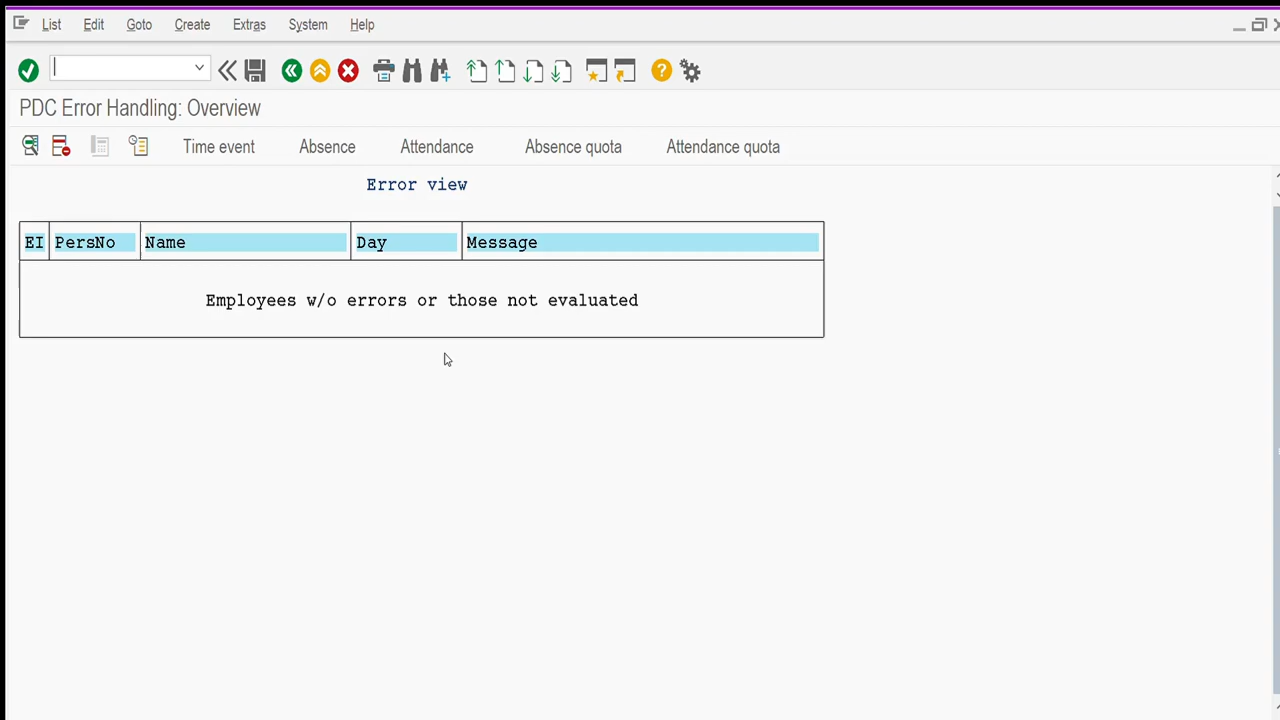 List Edit Goto Create Extras System Help
PDC Error Handling: Overview
Time event Absence Attendance Absence quota Attendance quota
Error view
EI PersNo Name Day Message
Employees w/o errors or those not evaluated